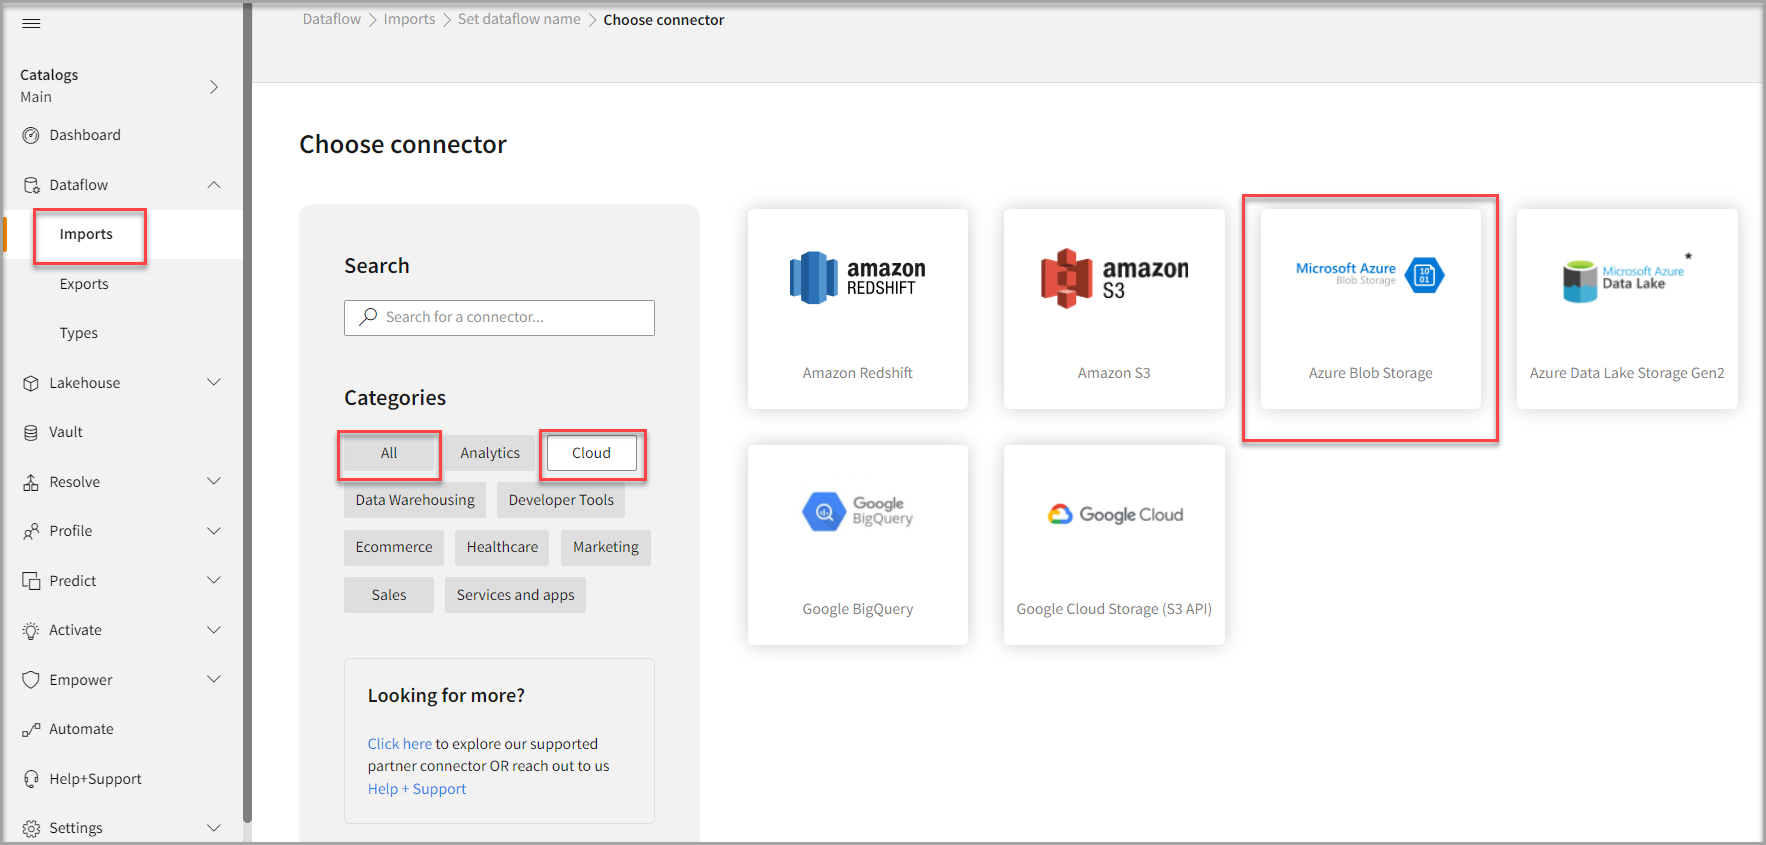 Dataflow > Imports > Set dataflow name > Choose connector
Catalogs
Main
Dashboard
Dataflow
Imports
Exports
Types
Lakehouse
Vault
Resolve
Profile
Predict
Activate
Empower
Automate
Help+Support
Settings
Choose connector
Search
Search for a connector...
Categories
All Analytics Cloud
Data Warehousing Developer Tools
Ecommerce Healthcare Marketing
Sales Services and apps
Looking for more?
Click here to explore our supported
partner connector OR reach out to us
Help + Support
amazon
REDSHIFT
Amazon Redshift
amazon
S3
Amazon S3
Microsoft Azure
Blob Storage
10
01
Azure Blob Storage
Microsoft Azure *
Data Lake
Azure Data Lake Storage Gen2
Google
BigQuery
Google BigQuery
Google Cloud
Google Cloud Storage (S3 API)